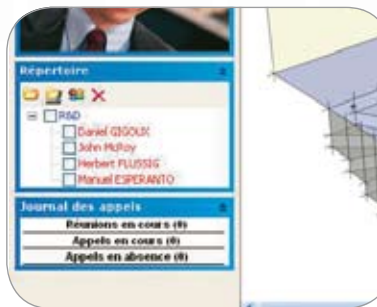 Répertoire
R&D
Daniel GIGOUX
John McRoy
Herbert FLUSSIG
Manuel ESPERANTO
Journal des appels
Réunions en cours (0)
Appels en cours (0)
Appels en absence (0)